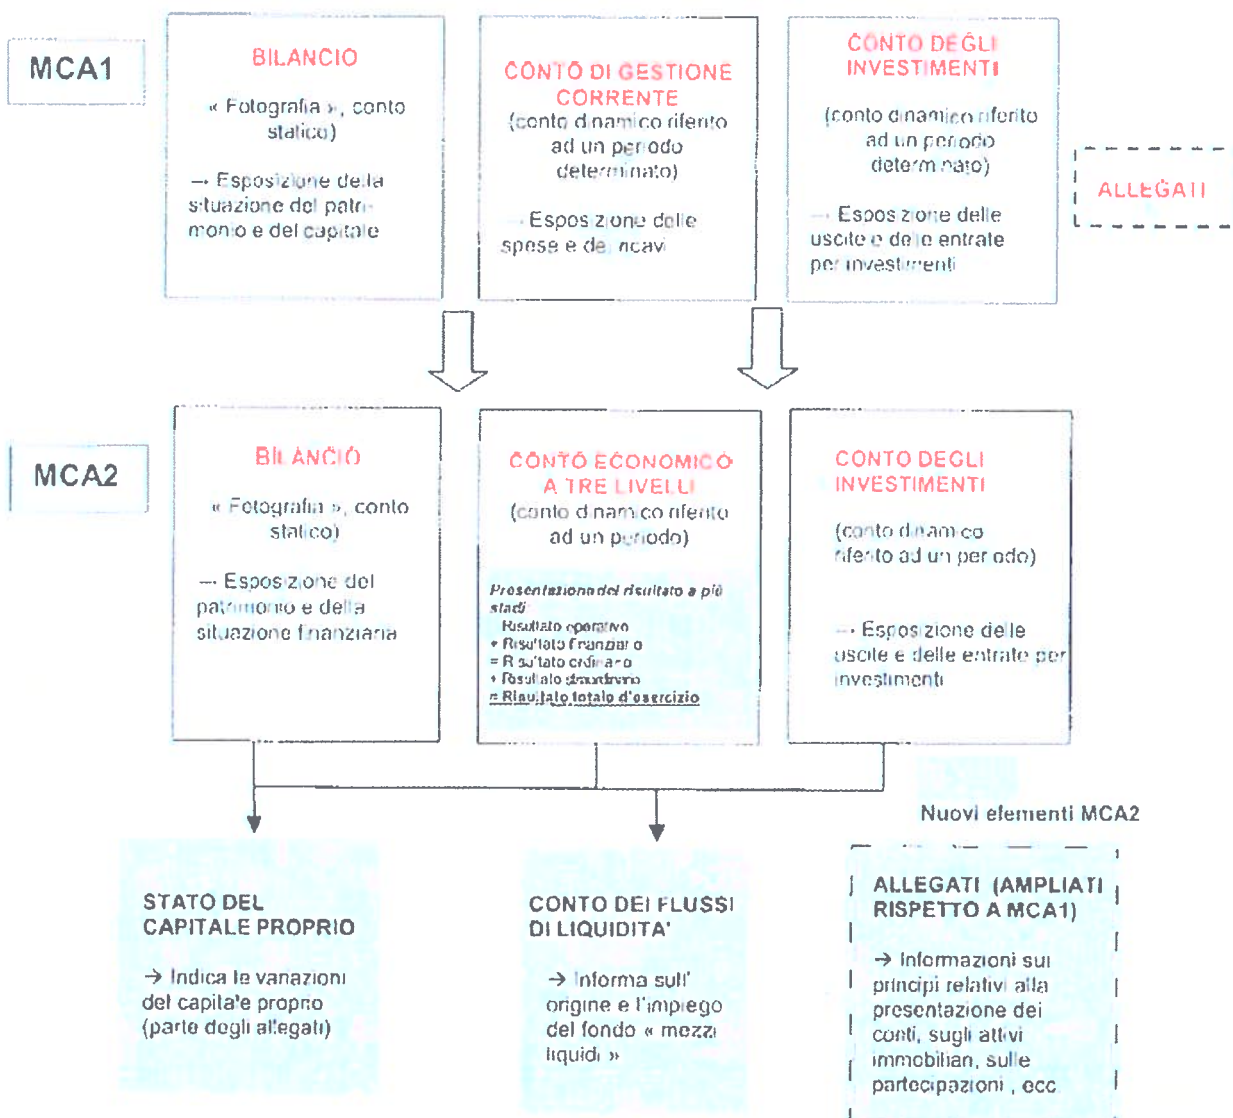 MCA1
BILANCIO
« Fotografia », conto
statico)
→ Esposizione della
situazione del patri-
monio e del capitale
CONTO DI GESTIONE
CORRENTE
(conto dinamico riferito
ad un periodo
determinato)
→ Esposizione delle
spese e dei ricavi
CONTO DEGLI
INVESTIMENTI
(conto dinamico riferito
ad un periodo
determinato)
→ Esposizione delle
uscite e delle entrate
per investimenti
ALLEGATI
MCA2
BILANCIO
« Fotografia », conto
statico)
→ Esposizione del
patrimonio e della
situazione finanziaria
CONTO ECONOMICO
A TRE LIVELLI
(conto dinamico riferito
ad un periodo)
Presentazione del risultato a più
stadi
Risultato operativo
+ Risultato finanziario
= Risultato ordinario
+ Risultato straordinario
= Risultato totale d'esercizio
CONTO DEGLI
INVESTIMENTI
(conto dinamico
riferito ad un periodo)
→ Esposizione delle
uscite e delle entrate per
investimenti
Nuovi elementi MCA2
STATO DEL
CAPITALE PROPRIO
→ Indica le variazioni
del capitale proprio
(parte degli allegati)
CONTO DEI FLUSSI
DI LIQUIDITA'
→ Informa sull'
origine e l'impiego
del fondo « mezzi
liquidi »
ALLEGATI (AMPLIATI
RISPETTO A MCA1)
→ Informazioni sui
principi relativi alla
presentazione dei
conti, sugli attivi
immobiliari, sulle
partecipazioni , ecc